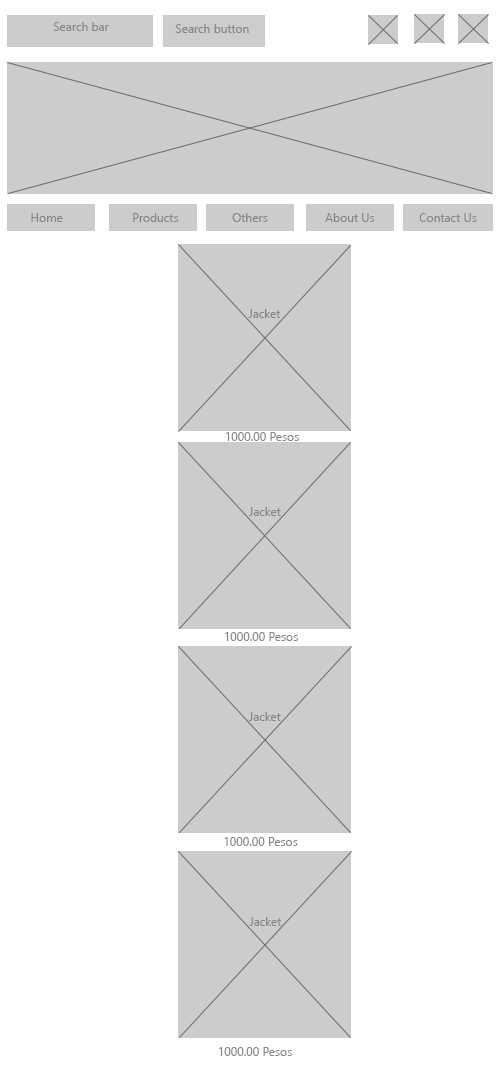 Search bar
Search button
Home
Products
Others
About Us
Contact Us
Jacket
1000.00 Pesos
Jacket
1000.00 Pesos
Jacket
1000.00 Pesos
Jacket
1000.00 Pesos